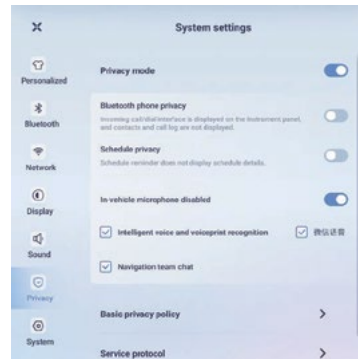 System settings
Personalized
Privacy mode
Bluetooth phone privacy
Incoming call/dial interface is displayed on the instrument panel,
and contacts and call log are not displayed.
Bluetooth
Schedule privacy
Schedule reminder does not display schedule details.
Network
In-vehicle microphone disabled
Display
Intelligent voice and voiceprint recognition 微信语音
Sound
Navigation team chat
Privacy
Basic privacy policy
System
Service protocol